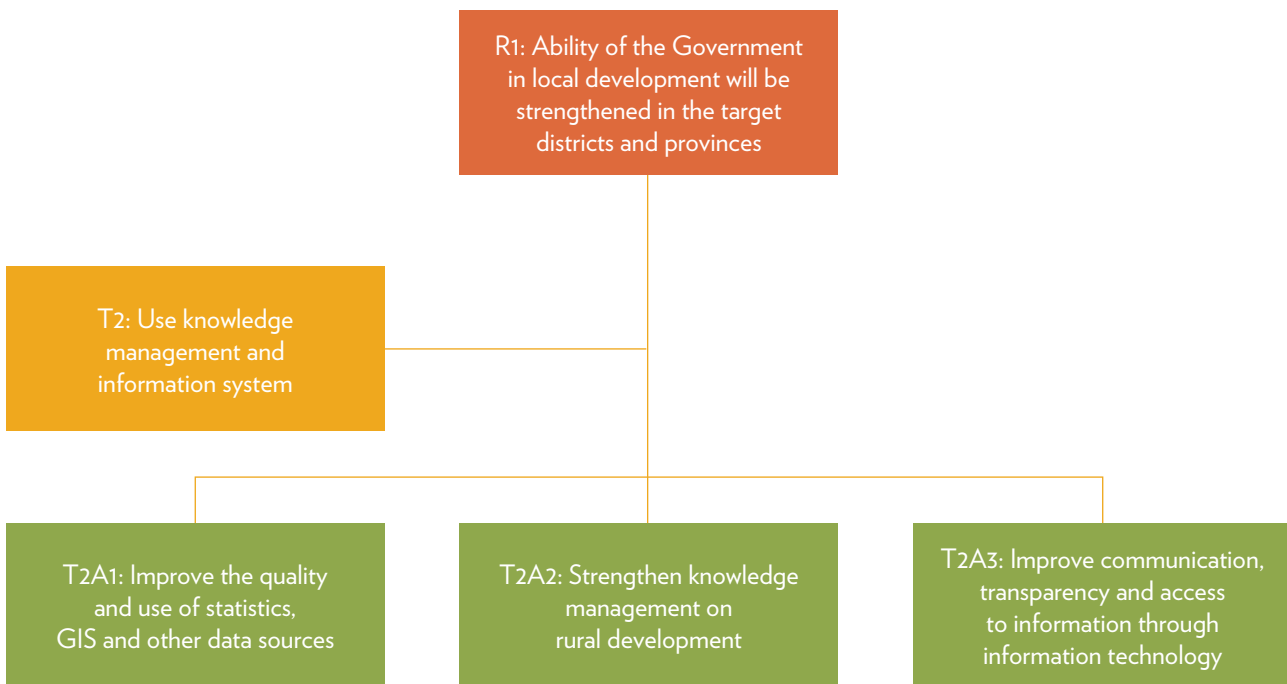 R1: Ability of the Government
in local development will be
strengthened in the target
districts and provinces
T2: Use knowledge
management and
information system
T2A1: Improve the quality
and use of statistics,
GIS and other data sources
T2A2: Strengthen knowledge
management on
rural development
T2A3: Improve communication,
transparency and access
to information through
information technology